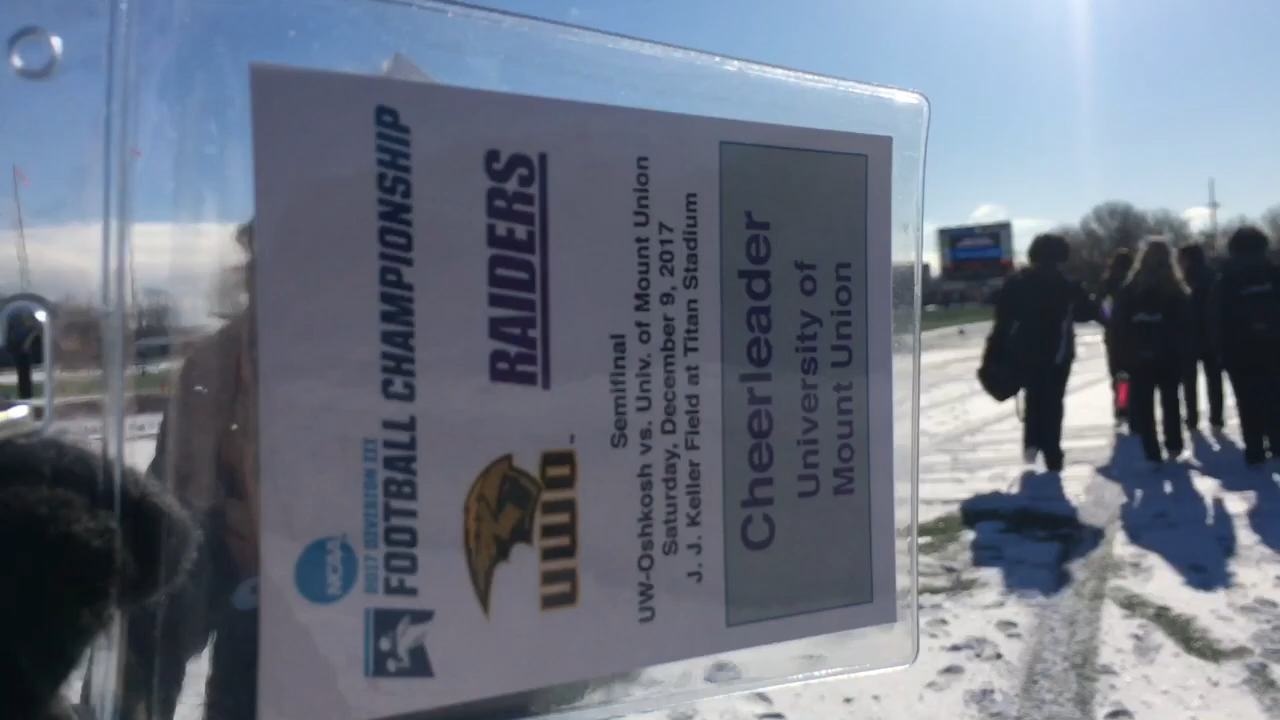 NCAA
2017 DIVISION III
FOOTBALL CHAMPIONSHIP
UWO
RAIDERS
Semifinal
UW-Oshkosh vs. Univ. of Mount Union
Saturday, December 9, 2017
J. J. Keller Field at Titan Stadium
Cheerleader
University of
Mount Union